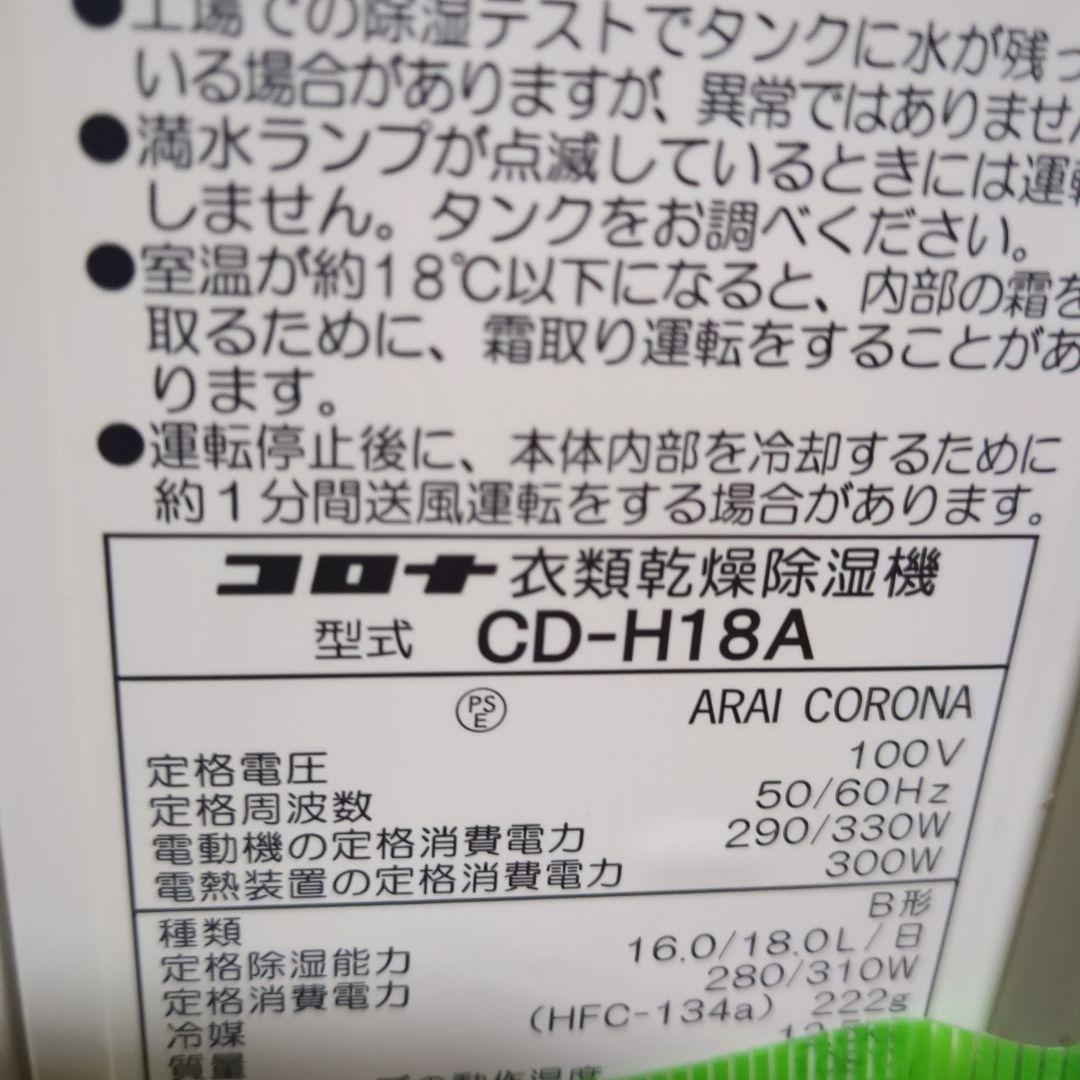 ●工場での除湿テストでタンクに水が残っ
いる場合がありますが、異常ではありません
●満水ランプが点滅しているときには運転
しません。タンクをお調べください。
●室温が約18℃以下になると、内部の霜を
取るために、霜取り運転をすることがあ
ります。
●運転停止後に、本体内部を冷却するために
約1分間送風運転をする場合があります。
コロナ衣類乾燥除湿機
型式 CD-H18A
PSE ARAI CORONA
定格電圧 100V
定格周波数 50/60Hz
電動機の定格消費電力 290/330W
電熱装置の定格消費電力 300W
種類 B形
定格除湿能力 16.0/18.0L/日
定格消費電力 280/310W
冷媒 (HFC-134a) 222g
質量